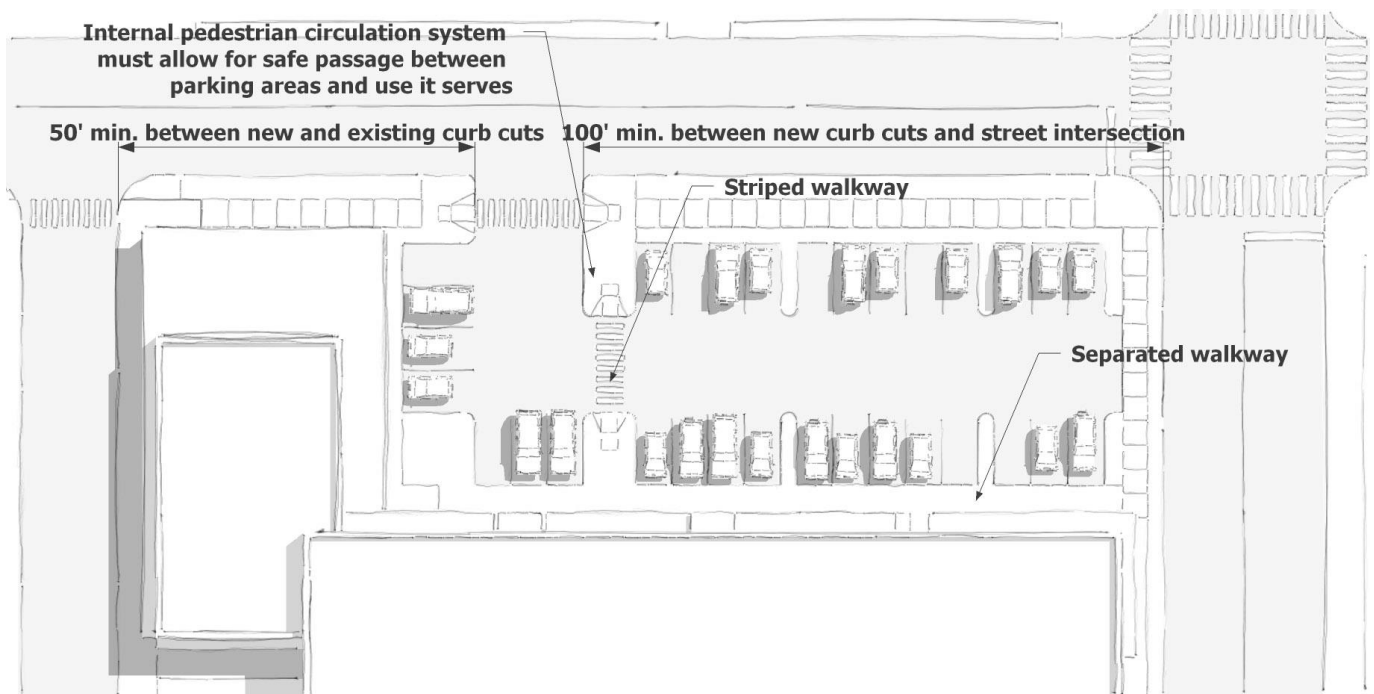 Internal pedestrian circulation system
must allow for safe passage between
parking areas and use it serves
50' min. between new and existing curb cuts
100' min. between new curb cuts and street intersection
Striped walkway
Separated walkway